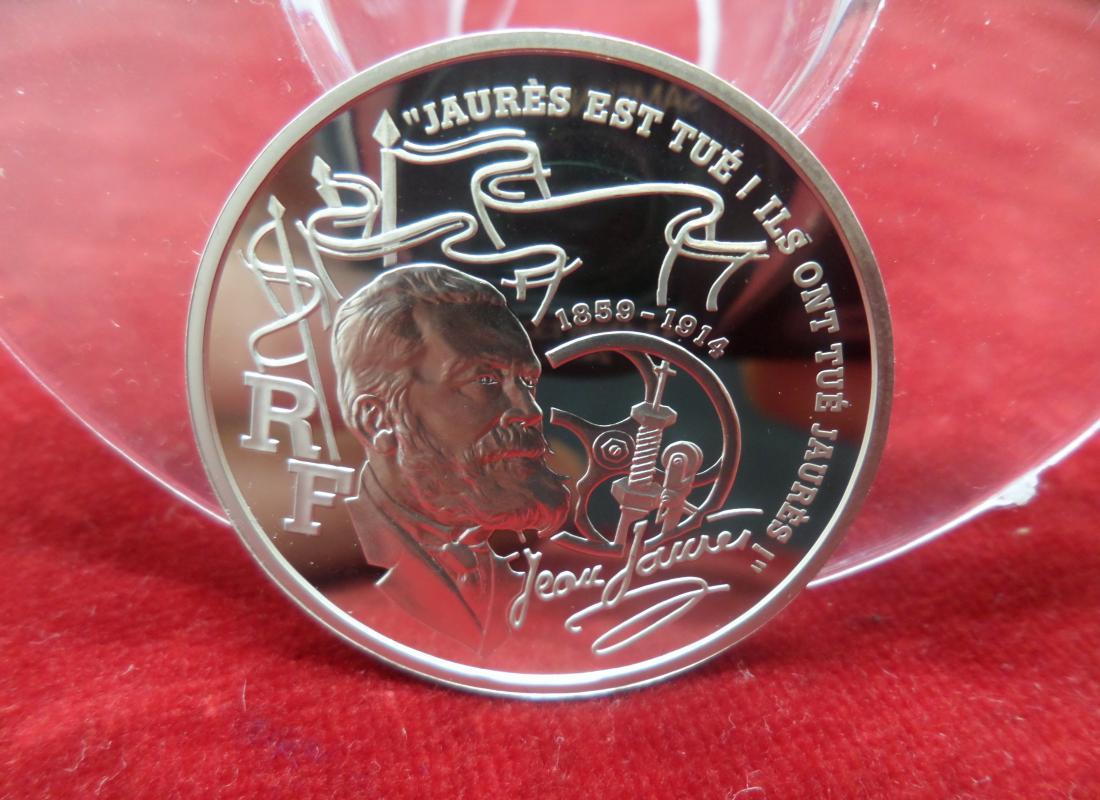 "JAURÈS EST TUÉ ! ILS ONT TUÉ JAURÈS !"
1859-1914
RF
Jean Jaurès